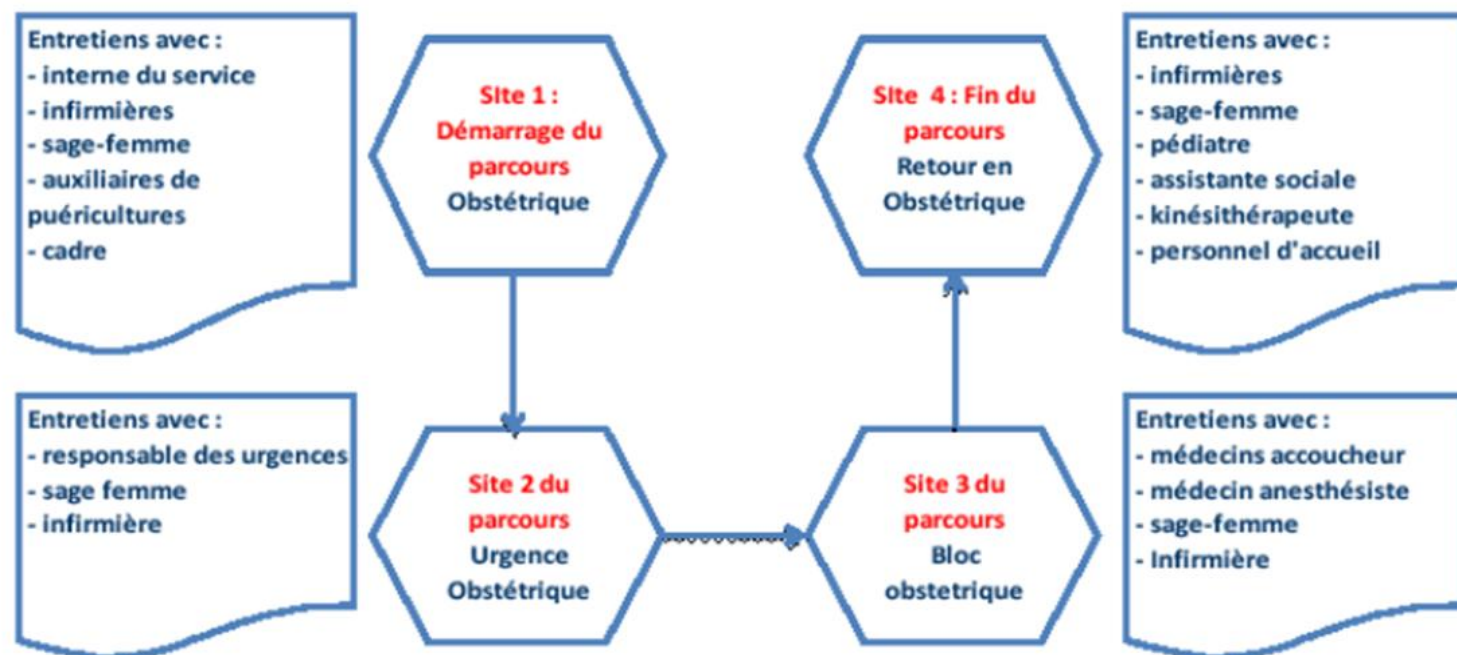 Entretiens avec :
- interne du service
- infirmières
- sage-femme
- auxiliaires de
puéricultures
- cadre
SIte 1 :
Démarrage du
parcours
Obstétrique
SIte 4 : Fin du
parcours
Retour en
Obstétrique
Entretiens avec :
- infirmières
- sage-femme
- pédiatre
- assistante sociale
- kinésithérapeute
- personnel d'accueil
Entretiens avec :
- responsable des urgences
- sage femme
- infirmière
Site 2 du
parcours
Urgence
Obstétrique
Site 3 du
parcours
Bloc
obstetrique
Entretiens avec :
- médecins accoucheur
- médecin anesthésiste
- sage-femme
- Infirmière